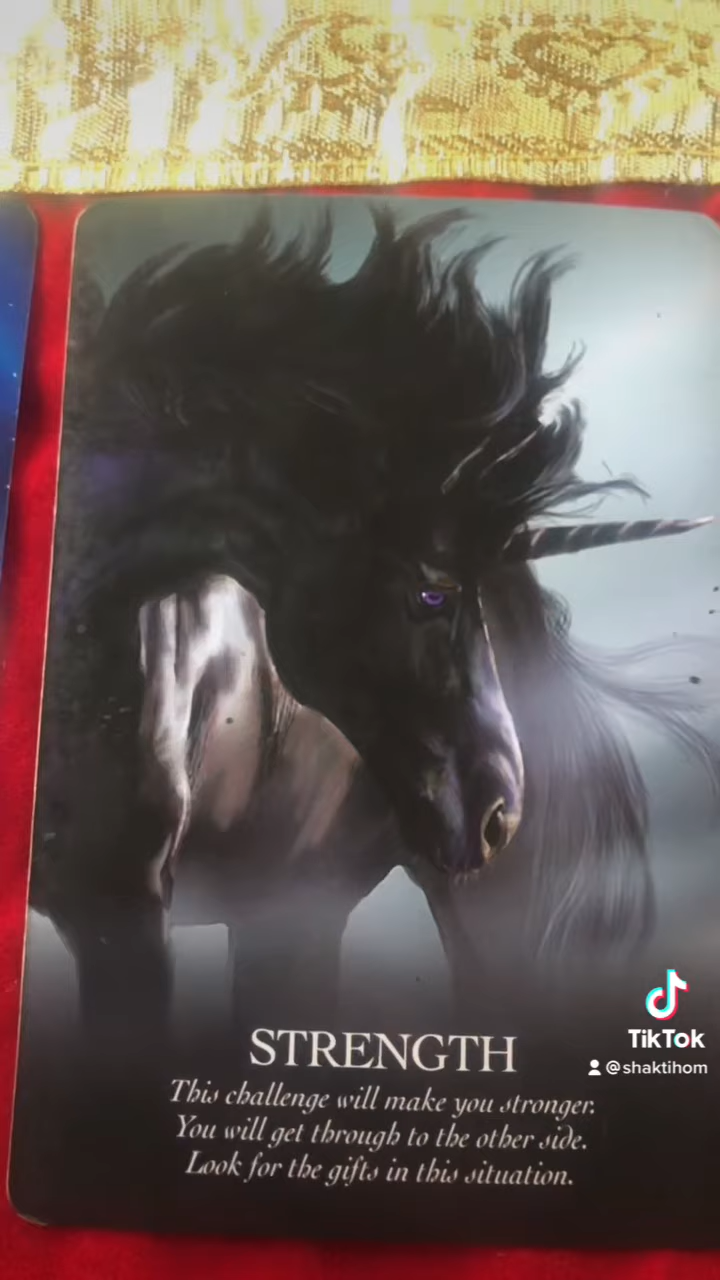 STRENGTH
This challenge will make you stronger.
You will get through to the other side.
Look for the gifts in this situation.
TikTok
@shaktihom